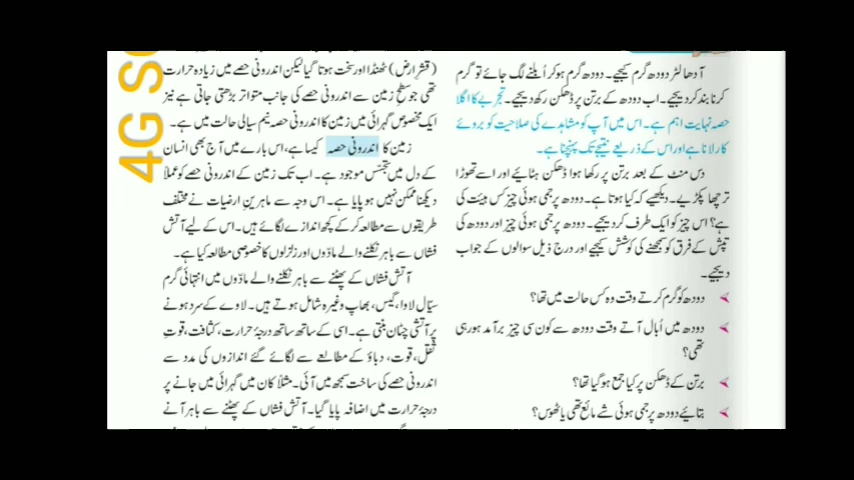 آدھا لٹر دودھ گرم کیجیے۔ دودھ گرم ہو کر اُبلنے لگ جائے تو گرم
کرنا بند کر دیجیے۔ اب دودھ کے برتن پر ڈھکن رکھ دیجیے۔ تجربے کا اگلا
حصہ نہایت اہم ہے۔ اس میں آپ کو مشاہدے کی صلاحیت کو بروئے
کار لانا ہے اور اس کے ذریعے نتیجے تک پہنچنا ہے۔
دس منٹ کے بعد برتن پر رکھا ہوا ڈھکن ہٹائیے اور اسے تھوڑا
ترچھا پکڑیے۔ دیکھیے کہ کیا ہوتا ہے۔ دودھ پر جمی ہوئی چیز کس ہیئت کی
ہے؟ اس چیز کو ایک طرف کر دیجیے۔ دودھ پر جمی ہوئی چیز اور دودھ کی
تپش کے فرق کو سمجھنے کی کوشش کیجیے اور درج ذیل سوالوں کے جواب
دیجیے۔
دودھ کو گرم کرتے وقت وہ کس حالت میں تھا؟
دودھ میں اُبال آتے وقت دودھ سے کون سی چیز برآمد ہو رہی
تھی؟
برتن کے ڈھکن پر کیا جمع ہو گیا تھا؟
بتائیے دودھ پر جمی ہوئی شے مائع تھی یا ٹھوس؟
(قشرِ ارض) ٹھنڈا اور سخت ہوتا گیا لیکن اندرونی حصے میں زیادہ حرارت
تھی جو سطحِ زمین سے اندرونی حصے کی جانب متواتر بڑھتی جاتی ہے نیز
ایک مخصوص گہرائی میں زمین کا اندرونی حصہ نیم سیالی حالت میں ہے۔
زمین کا اندرونی حصہ کیسا ہے، اس بارے میں آج بھی انسان
کے دل میں تجسّس موجود ہے۔ اب تک زمین کے اندرونی حصے کو عملاً
دیکھنا ممکن نہیں ہو پایا ہے۔ اس وجہ سے ماہرینِ ارضیات نے مختلف
طریقوں سے مطالعہ کر کے کچھ اندازے لگائے ہیں۔ اس کے لیے آتش
فشاں سے باہر نکلنے والے مادّوں اور زلزلوں کا خصوصی مطالعہ کیا ہے۔
آتش فشاں کے پھٹنے سے باہر نکلنے والے مادّوں میں انتہائی گرم
سیّال لاوا، گیس، بھاپ وغیرہ شامل ہوتے ہیں۔ لاوے کے سرد ہونے
پر آتشی چٹان بنتی ہے۔ اسی کے ساتھ ساتھ درجۂ حرارت، کثافت، قوتِ
ثقل، قوت، دباؤ کے مطالعے سے لگائے گئے اندازوں کی مدد سے
اندرونی حصے کی ساخت سمجھ میں آئی۔ مثلاً کان میں گہرائی میں جانے پر
درجۂ حرارت میں اضافہ پایا گیا۔ آتش فشاں کے پھٹنے سے باہر آنے
4G S